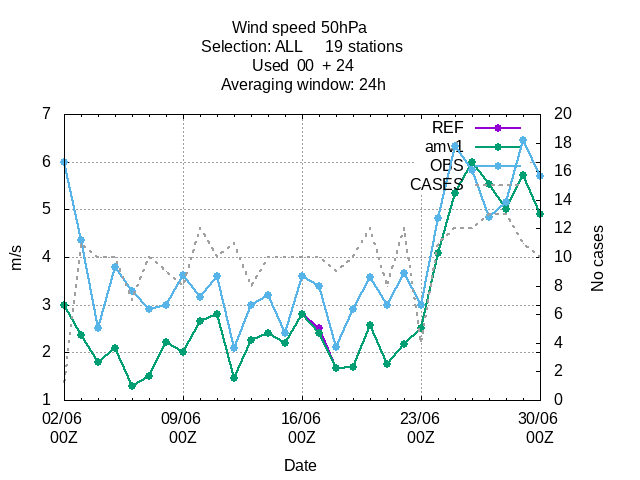 Wind speed 50hPa
Selection: ALL     19 stations
Used  00  + 24
Averaging window: 24h
7 20
REF 18
amv1
6 OBS 16
CASES
14
5
12
m/s 4 10 No cases
8
3
6
2 4
2
1 0
02/06 09/06 16/06 23/06 30/06
00Z 00Z 00Z 00Z 00Z
Date